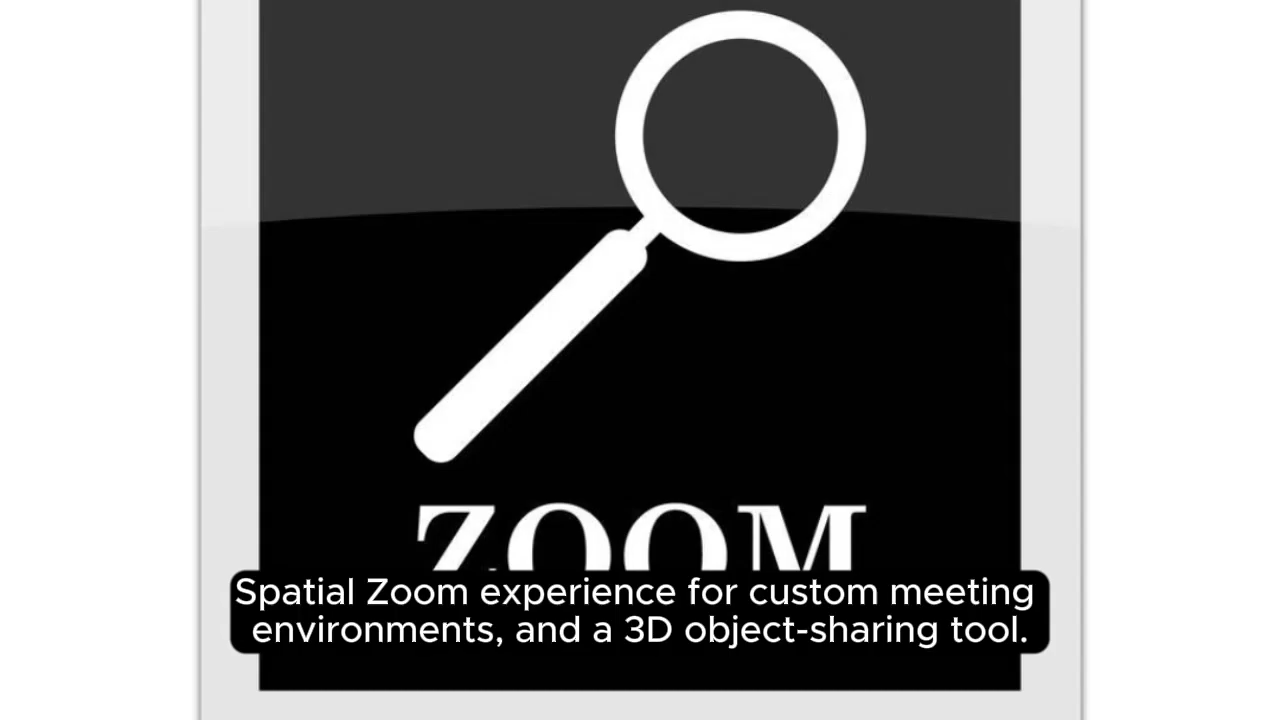 ZOOM
Spatial Zoom experience for custom meeting
environments, and a 3D object-sharing tool.